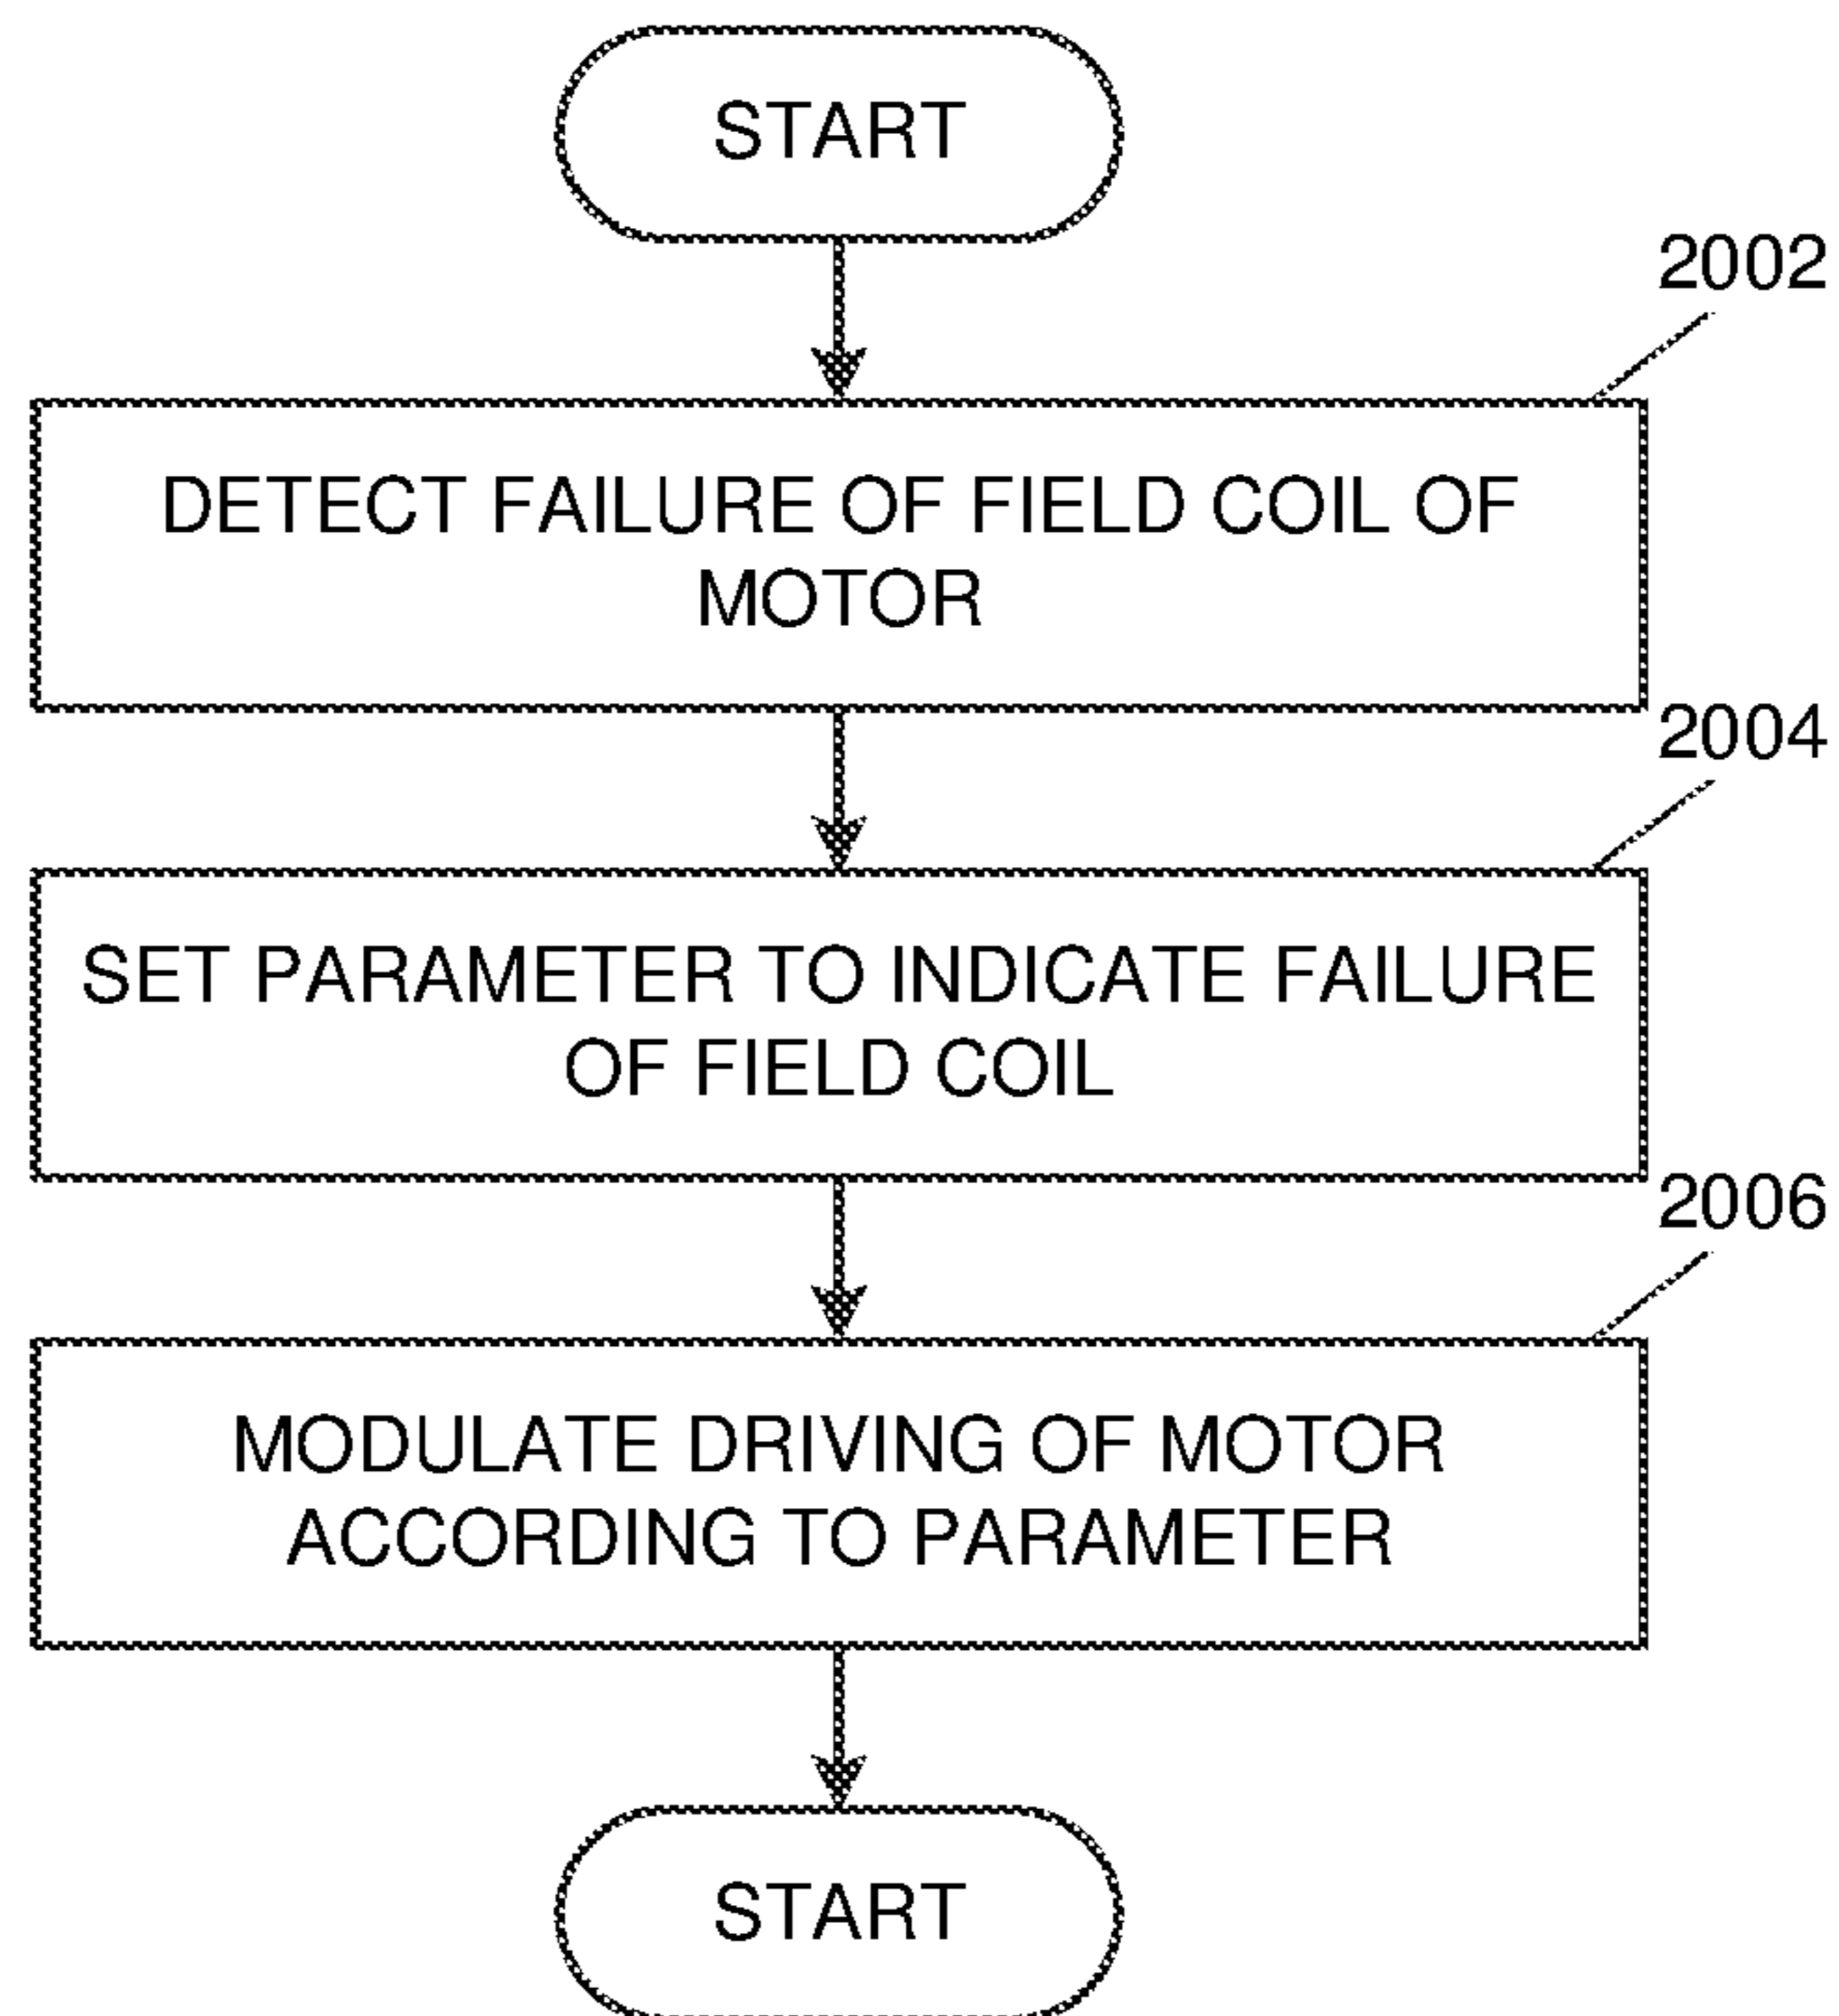 START
2002
DETECT FAILURE OF FIELD COIL OF
MOTOR
2004
SET PARAMETER TO INDICATE FAILURE
OF FIELD COIL
2006
MODULATE DRIVING OF MOTOR
ACCORDING TO PARAMETER
START